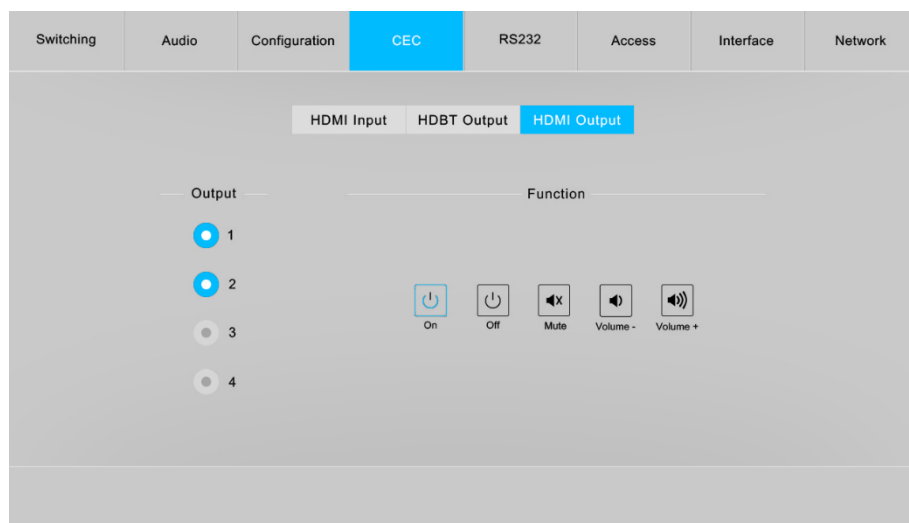 Switching Audio Configuration CEC RS232 Access Interface Network
HDMI Input HDBT Output HDMI Output
Output Function
1
2
3
4
On Off Mute Volume - Volume +